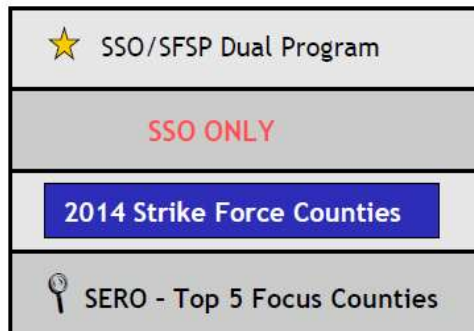 SSO/SFSP Dual Program
SSO ONLY
2014 Strike Force Counties
SERO - Top 5 Focus Counties